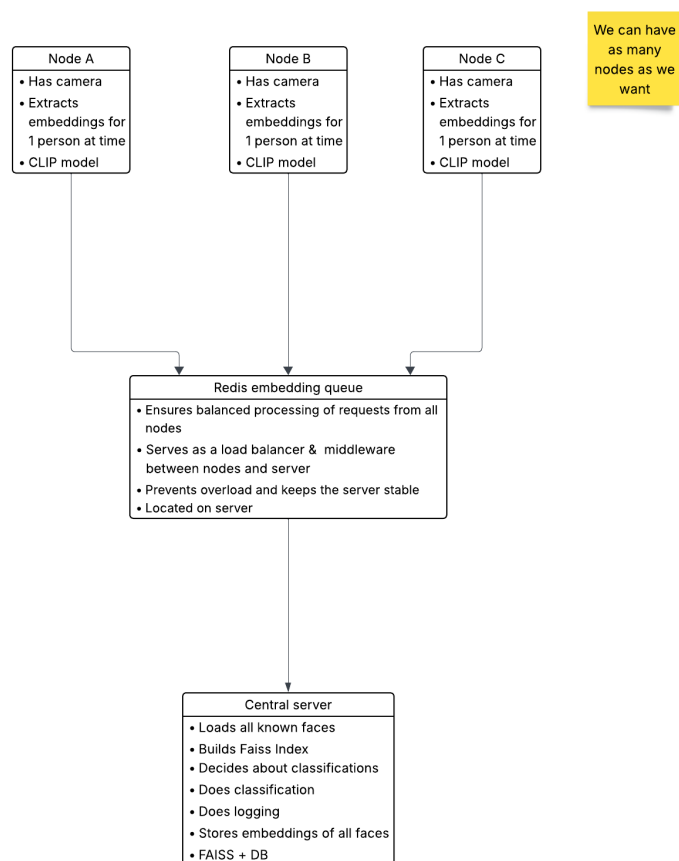 We can have
as many
nodes as we
want
Node A
• Has camera
• Extracts
embeddings for
1 person at time
• CLIP model
Node B
• Has camera
• Extracts
embeddings for
1 person at time
• CLIP model
Node C
• Has camera
• Extracts
embeddings for
1 person at time
• CLIP model
Redis embedding queue
• Ensures balanced processing of requests from all
nodes
• Serves as a load balancer & middleware
between nodes and server
• Prevents overload and keeps the server stable
• Located on server
Central server
• Loads all known faces
• Builds Faiss Index
• Decides about classifications
• Does classification
• Does logging
• Stores embeddings of all faces
• FAISS + DB